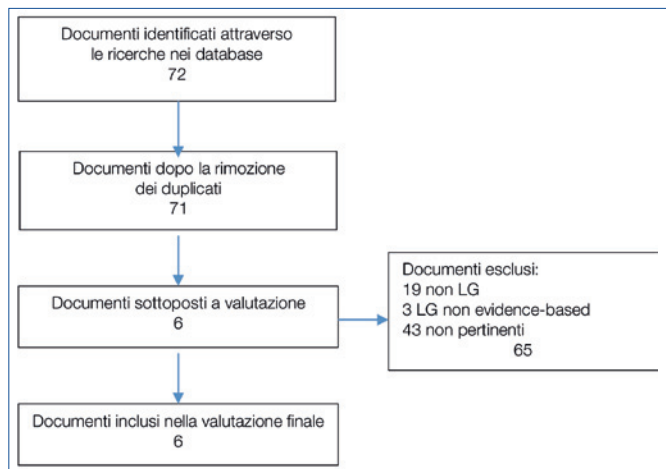 Documenti identificati attraverso
le ricerche nei database
72
Documenti dopo la rimozione
dei duplicati
71
Documenti sottoposti a valutazione
6
Documenti esclusi:
19 non LG
3 LG non evidence-based
43 non pertinenti
65
Documenti inclusi nella valutazione finale
6